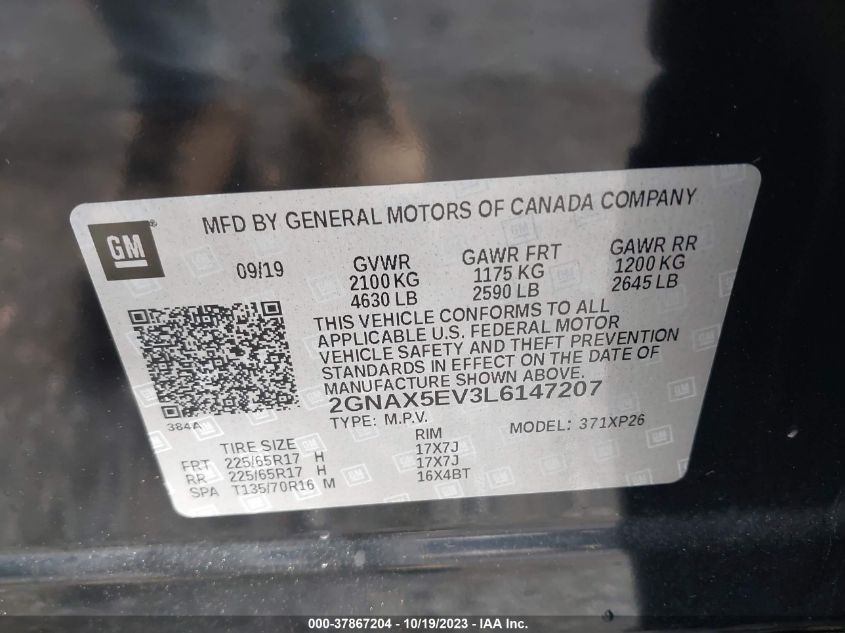 GM ®
MFD BY GENERAL MOTORS OF CANADA COMPANY
09/19 GVWR GAWR FRT GAWR RR
2100 KG 1175 KG 1200 KG
4630 LB 2590 LB 2645 LB
THIS VEHICLE CONFORMS TO ALL
APPLICABLE U.S. FEDERAL MOTOR
VEHICLE SAFETY AND THEFT PREVENTION
STANDARDS IN EFFECT ON THE DATE OF
MANUFACTURE SHOWN ABOVE.
2GNAX5EV3L6147207
384A
TYPE: M.P.V. MODEL: 371XP26
TIRE SIZE RIM
FRT 225/65R17 H 17X7J
RR 225/65R17 H 17X7J
SPA T135/70R16 M 16X4BT
000-37867204 - 10/19/2023 - IAA Inc.